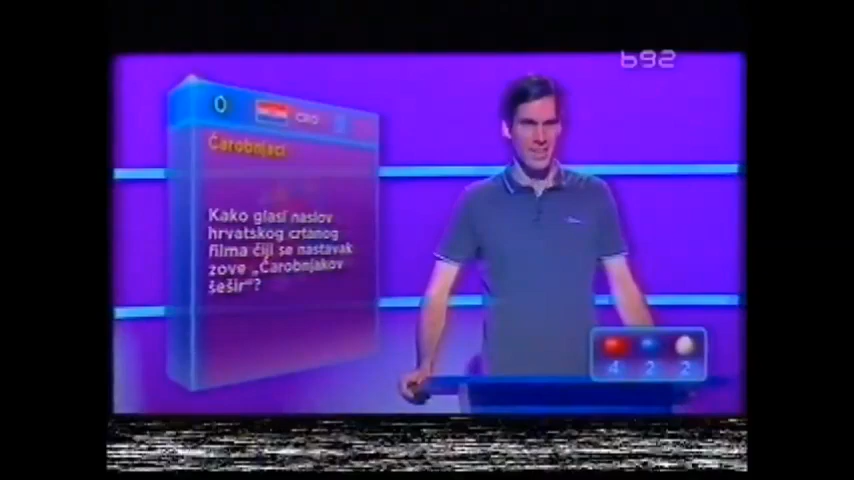 b92
0 CRO
Čarobnjaci
Kako glasi naslov
hrvatskog crtanog
filma čiji se nastavak
zove „Čarobnjakov
šešir“?
4 2 2